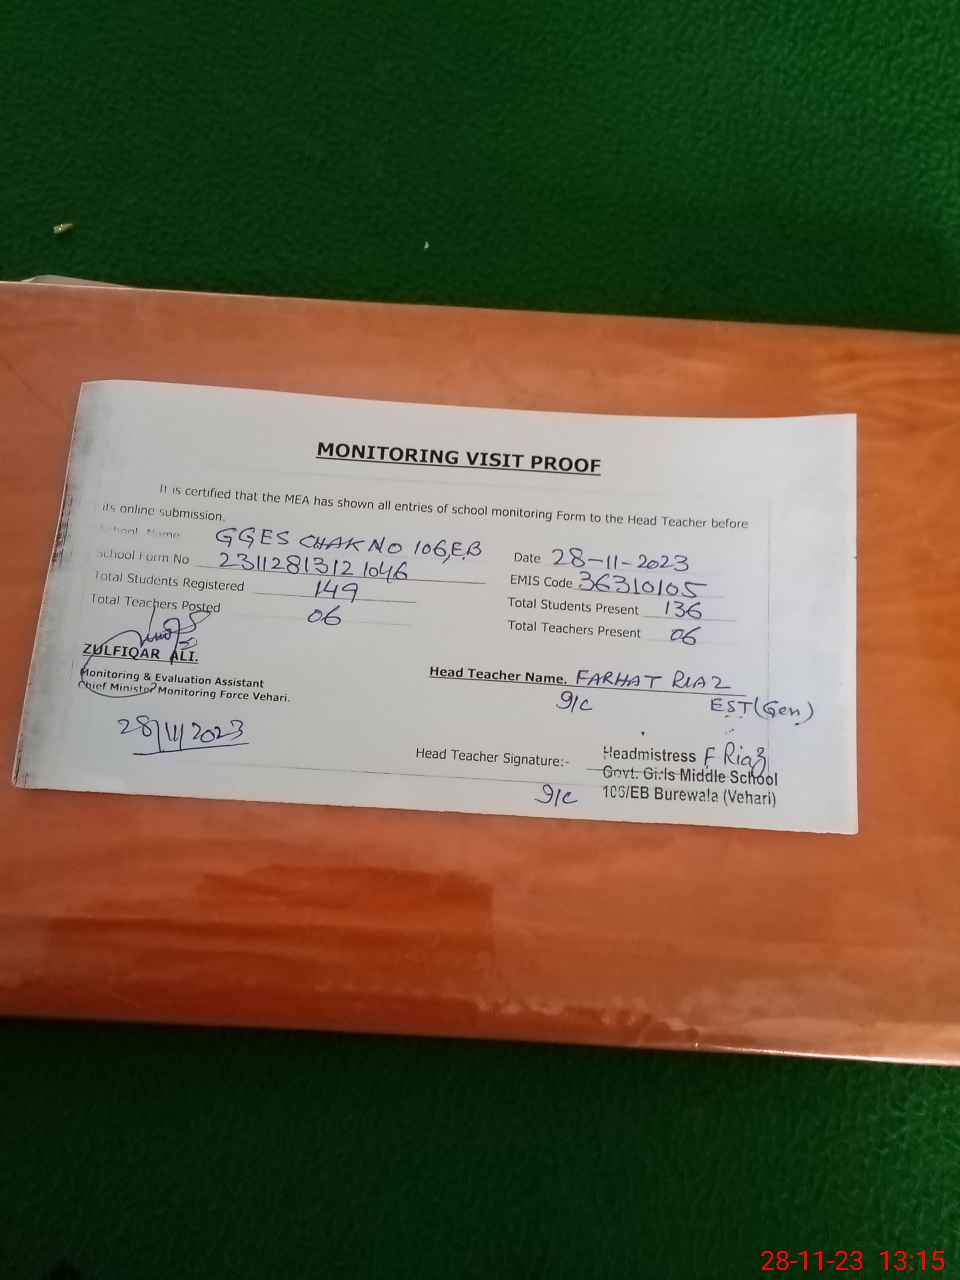 MONITORING VISIT PROOF
It is certified that the MEA has shown all entries of school monitoring Form to the Head Teacher before
its online submission.
School Name GGES CHAK NO 106,EB Date 28-11-2023
School Form No 23112813121046 EMIS Code 36310105
Total Students Registered 149 Total Students Present 136
Total Teachers Posted 06 Total Teachers Present 06
ZULFIQAR ALI.
Monitoring & Evaluation Assistant
Chief Minister Monitoring Force Vehari.
28/11/2023
Head Teacher Name. FARHAT RIAZ
9/c EST(Gen)
Head Teacher Signature:- Headmistress F Riaz
Govt. Girls Middle School
9/c 106/EB Burewala (Vehari)
28-11-23 13:15